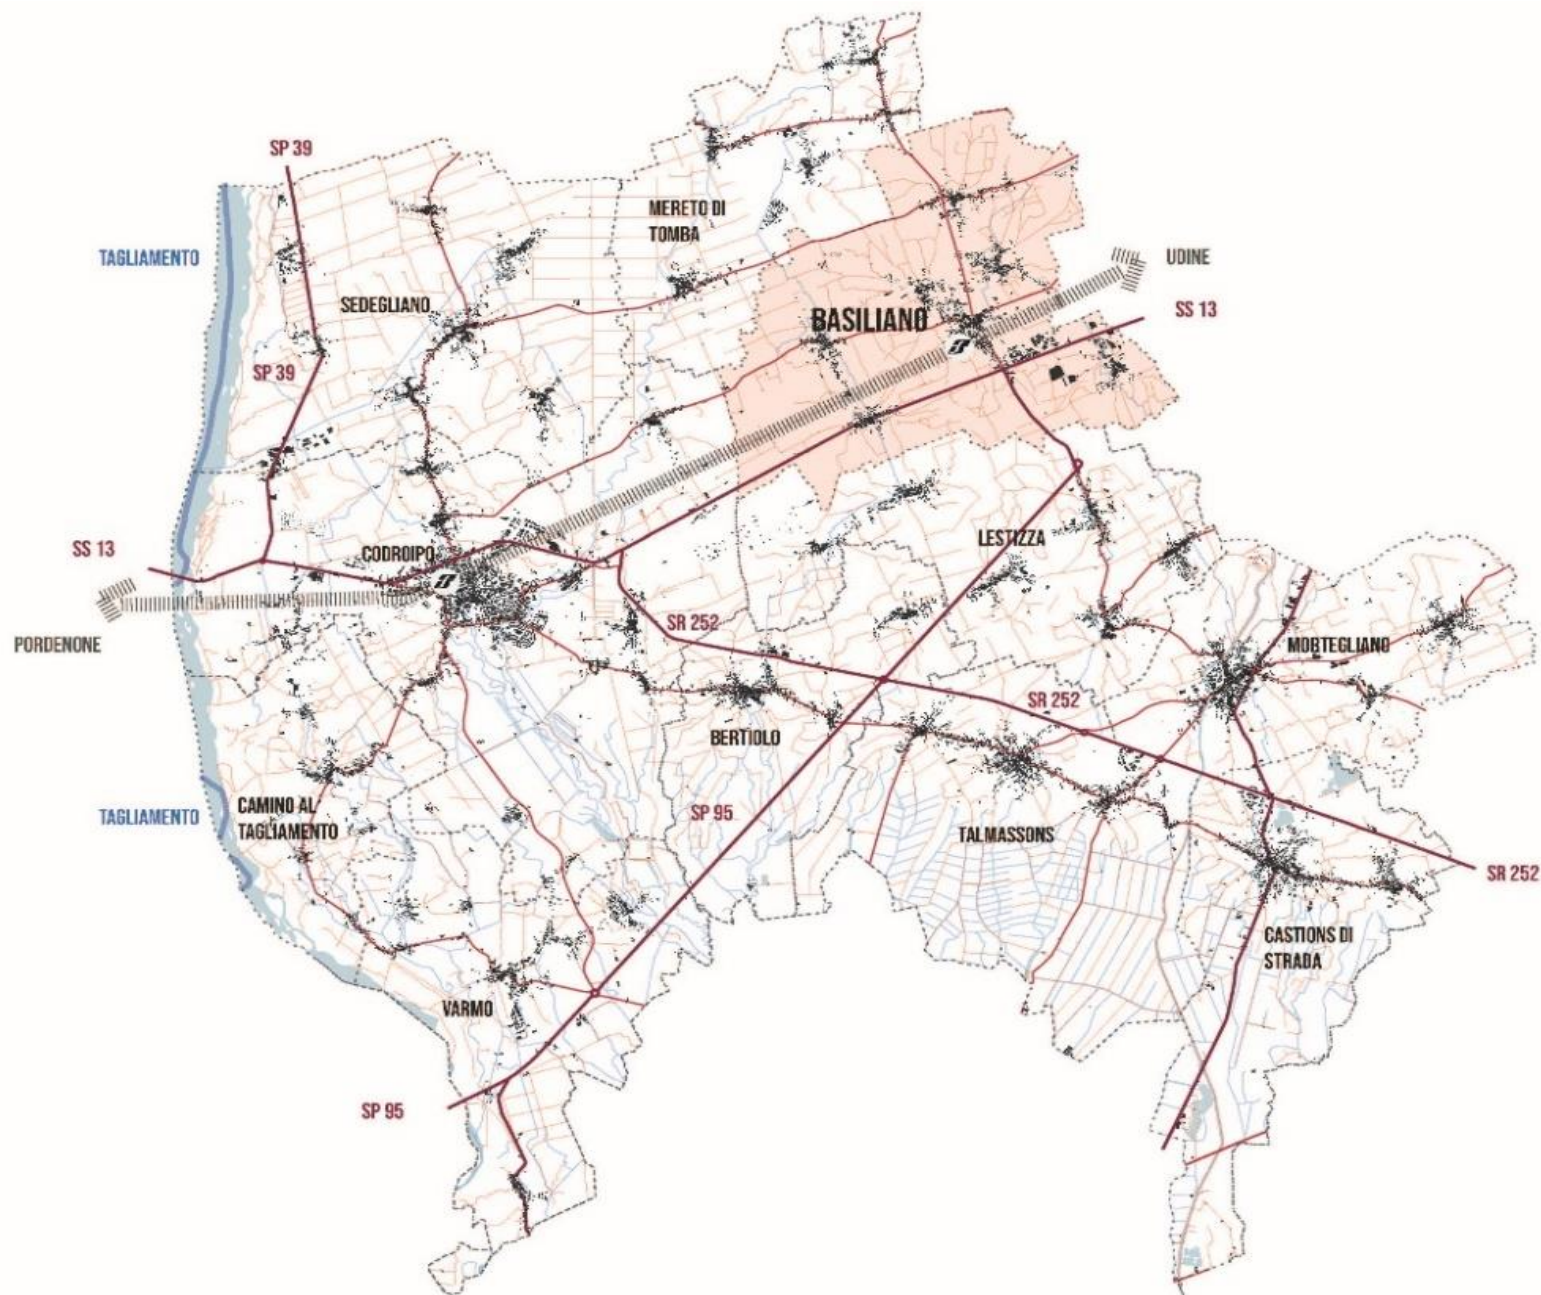 SP 39
MERETO DI
TOMBA
TAGLIAMENTO
UDINE
SEDEGLIANO
SS 13
BASILIANO
SP 39
LESTIZZA
SS 13
CODROIPO
PORDENONE
SR 252
MORTEGLIANO
SR 252
BERTIOLO
CAMINO AL
TAGLIAMENTO
TAGLIAMENTO
SP 95
TALMASSONS
SR 252
CASTIONS DI
STRADA
VARMO
SP 95